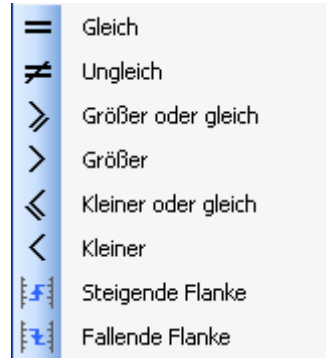 = Gleich
≠ Ungleich
⩾ Größer oder gleich
> Größer
⩽ Kleiner oder gleich
< Kleiner
Steigende Flanke
Fallende Flanke